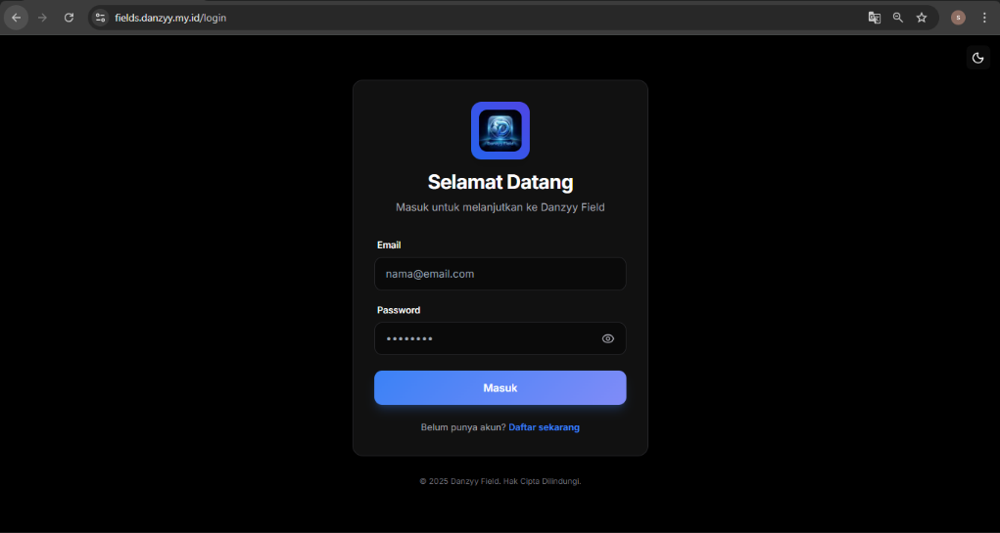 fields.danzyy.my.id/login
s
Selamat Datang
Masuk untuk melanjutkan ke Danzyy Field
Email
nama@email.com
Password
••••••••
Masuk
Belum punya akun? Daftar sekarang
© 2025 Danzyy Field. Hak Cipta Dilindungi.